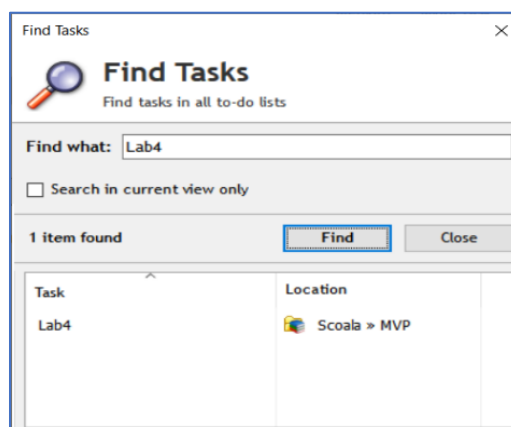 Find Tasks
Find Tasks
Find tasks in all to-do lists
Find what: Lab4
Search in current view only
1 item found Find Close
Task Location
Lab4 Scoala » MVP